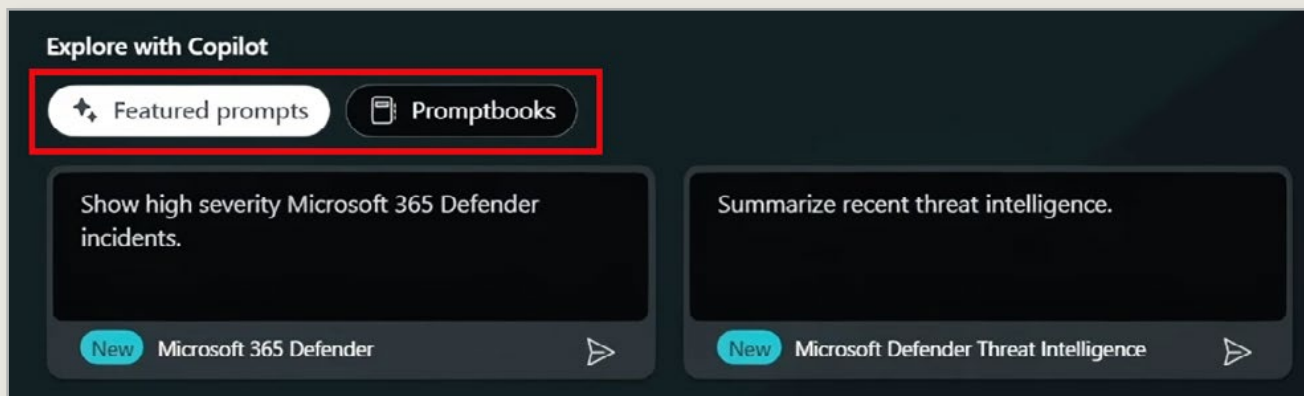 Explore with Copilot
Featured prompts
Promptbooks
Show high severity Microsoft 365 Defender
incidents.
New Microsoft 365 Defender
Summarize recent threat intelligence.
New Microsoft Defender Threat Intelligence